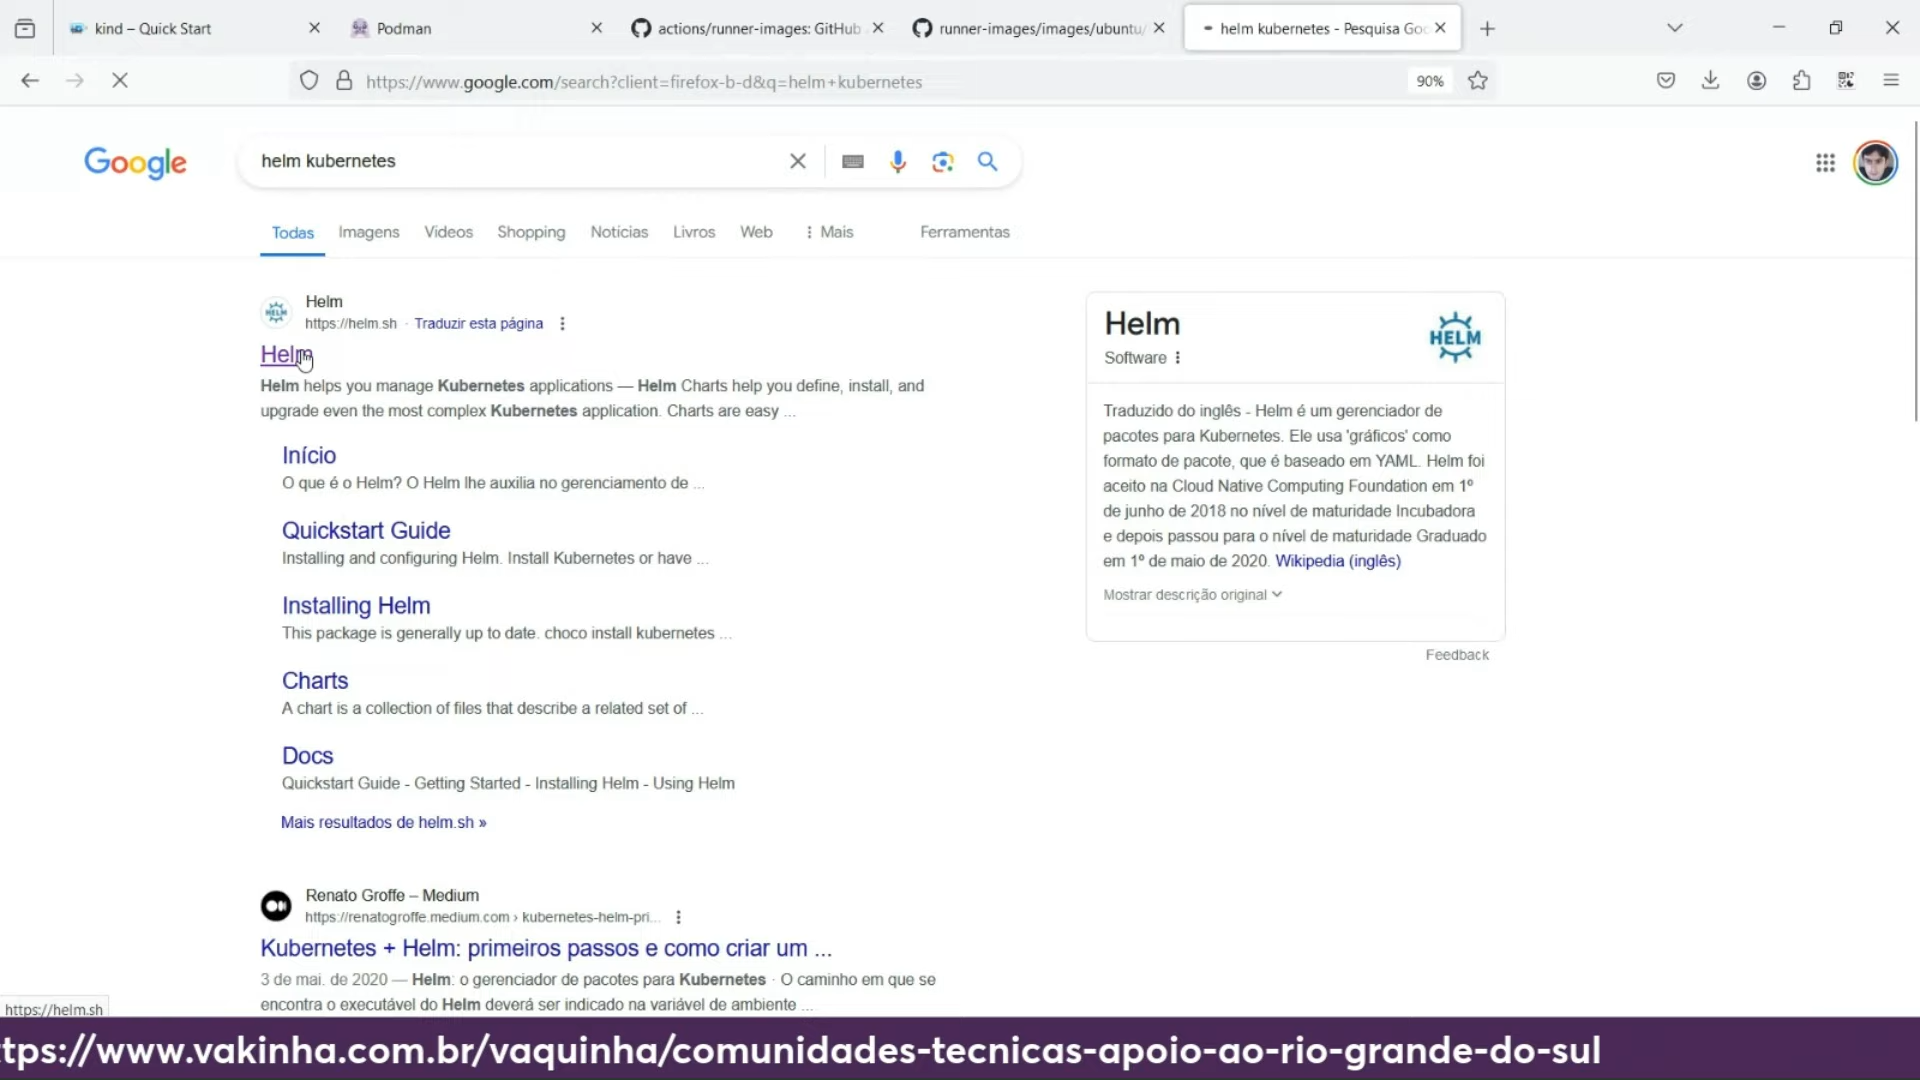 kind – Quick Start
Podman
actions/runner-images: GitHub
runner-images/images/ubuntu/
helm kubernetes - Pesquisa Goo
https://www.google.com/search?client=firefox-b-d&q=helm+kubernetes
90%
Google
helm kubernetes
Todas
Imagens
Vídeos
Shopping
Notícias
Livros
Web
Mais
Ferramentas
Helm
https://helm.sh · Traduzir esta página
Helm
Helm helps you manage Kubernetes applications — Helm Charts help you define, install, and
upgrade even the most complex Kubernetes application. Charts are easy ...
Início
O que é o Helm? O Helm lhe auxilia no gerenciamento de ...
Quickstart Guide
Installing and configuring Helm. Install Kubernetes or have ...
Installing Helm
This package is generally up to date. choco install kubernetes ...
Charts
A chart is a collection of files that describe a related set of ...
Docs
Quickstart Guide - Getting Started - Installing Helm - Using Helm
Mais resultados de helm.sh »
Renato Groffe – Medium
https://renatogroffe.medium.com › kubernetes-helm-pri...
Kubernetes + Helm: primeiros passos e como criar um ...
3 de mai. de 2020 — Helm: o gerenciador de pacotes para Kubernetes · O caminho em que se
encontra o executável do Helm deverá ser indicado na variável de ambiente ...
Helm
Software
HELM
Traduzido do inglês - Helm é um gerenciador de
pacotes para Kubernetes. Ele usa 'gráficos' como
formato de pacote, que é baseado em YAML. Helm foi
aceito na Cloud Native Computing Foundation em 1º
de junho de 2018 no nível de maturidade Incubadora
e depois passou para o nível de maturidade Graduado
em 1º de maio de 2020. Wikipedia (inglês)
Mostrar descrição original
Feedback
https://helm.sh
tps://www.vakinha.com.br/vaquinha/comunidades-tecnicas-apoio-ao-rio-grande-do-sul